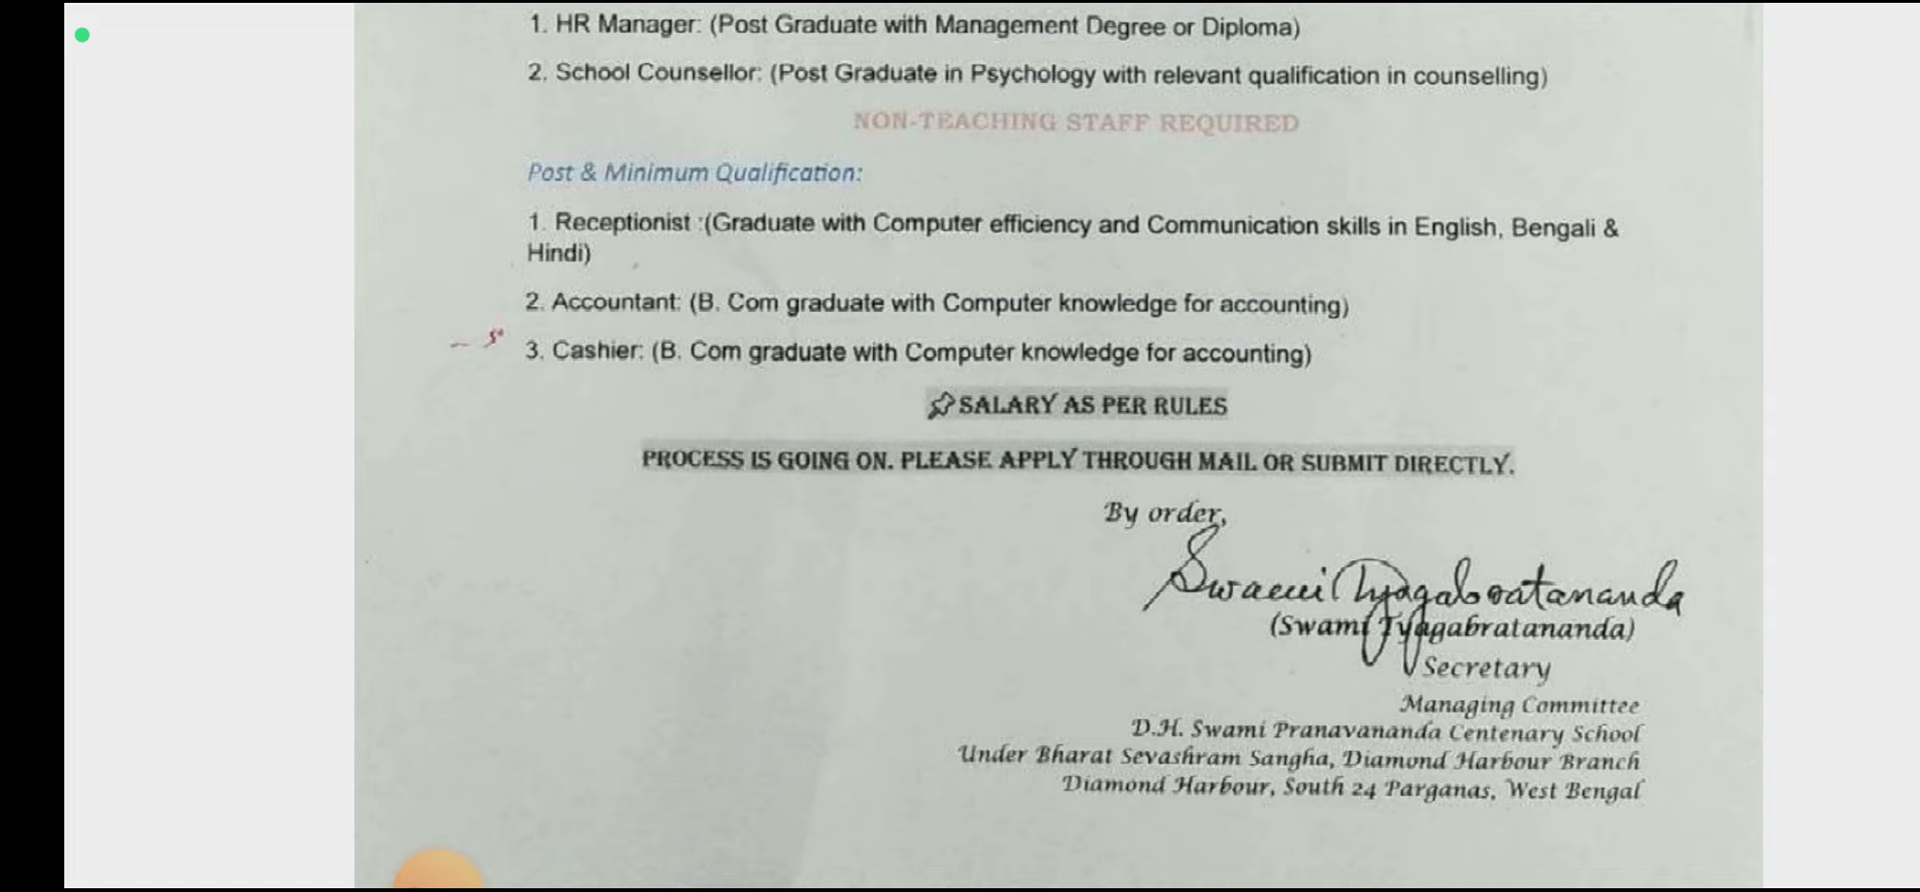 1. HR Manager: (Post Graduate with Management Degree or Diploma)
2. School Counsellor: (Post Graduate in Psychology with relevant qualification in counselling)
NON-TEACHING STAFF REQUIRED
Post & Minimum Qualification:
1. Receptionist :(Graduate with Computer efficiency and Communication skills in English, Bengali &
Hindi)
2. Accountant: (B. Com graduate with Computer knowledge for accounting)
3. Cashier: (B. Com graduate with Computer knowledge for accounting)
SALARY AS PER RULES
PROCESS IS GOING ON. PLEASE APPLY THROUGH MAIL OR SUBMIT DIRECTLY.
By order,
Swami Tyagabratananda
(Swami Tyagabratananda)
Secretary
Managing Committee
D.H. Swami Pranavananda Centenary School
Under Bharat Sevashram Sangha, Diamond Harbour Branch
Diamond Harbour, South 24 Parganas, West Bengal